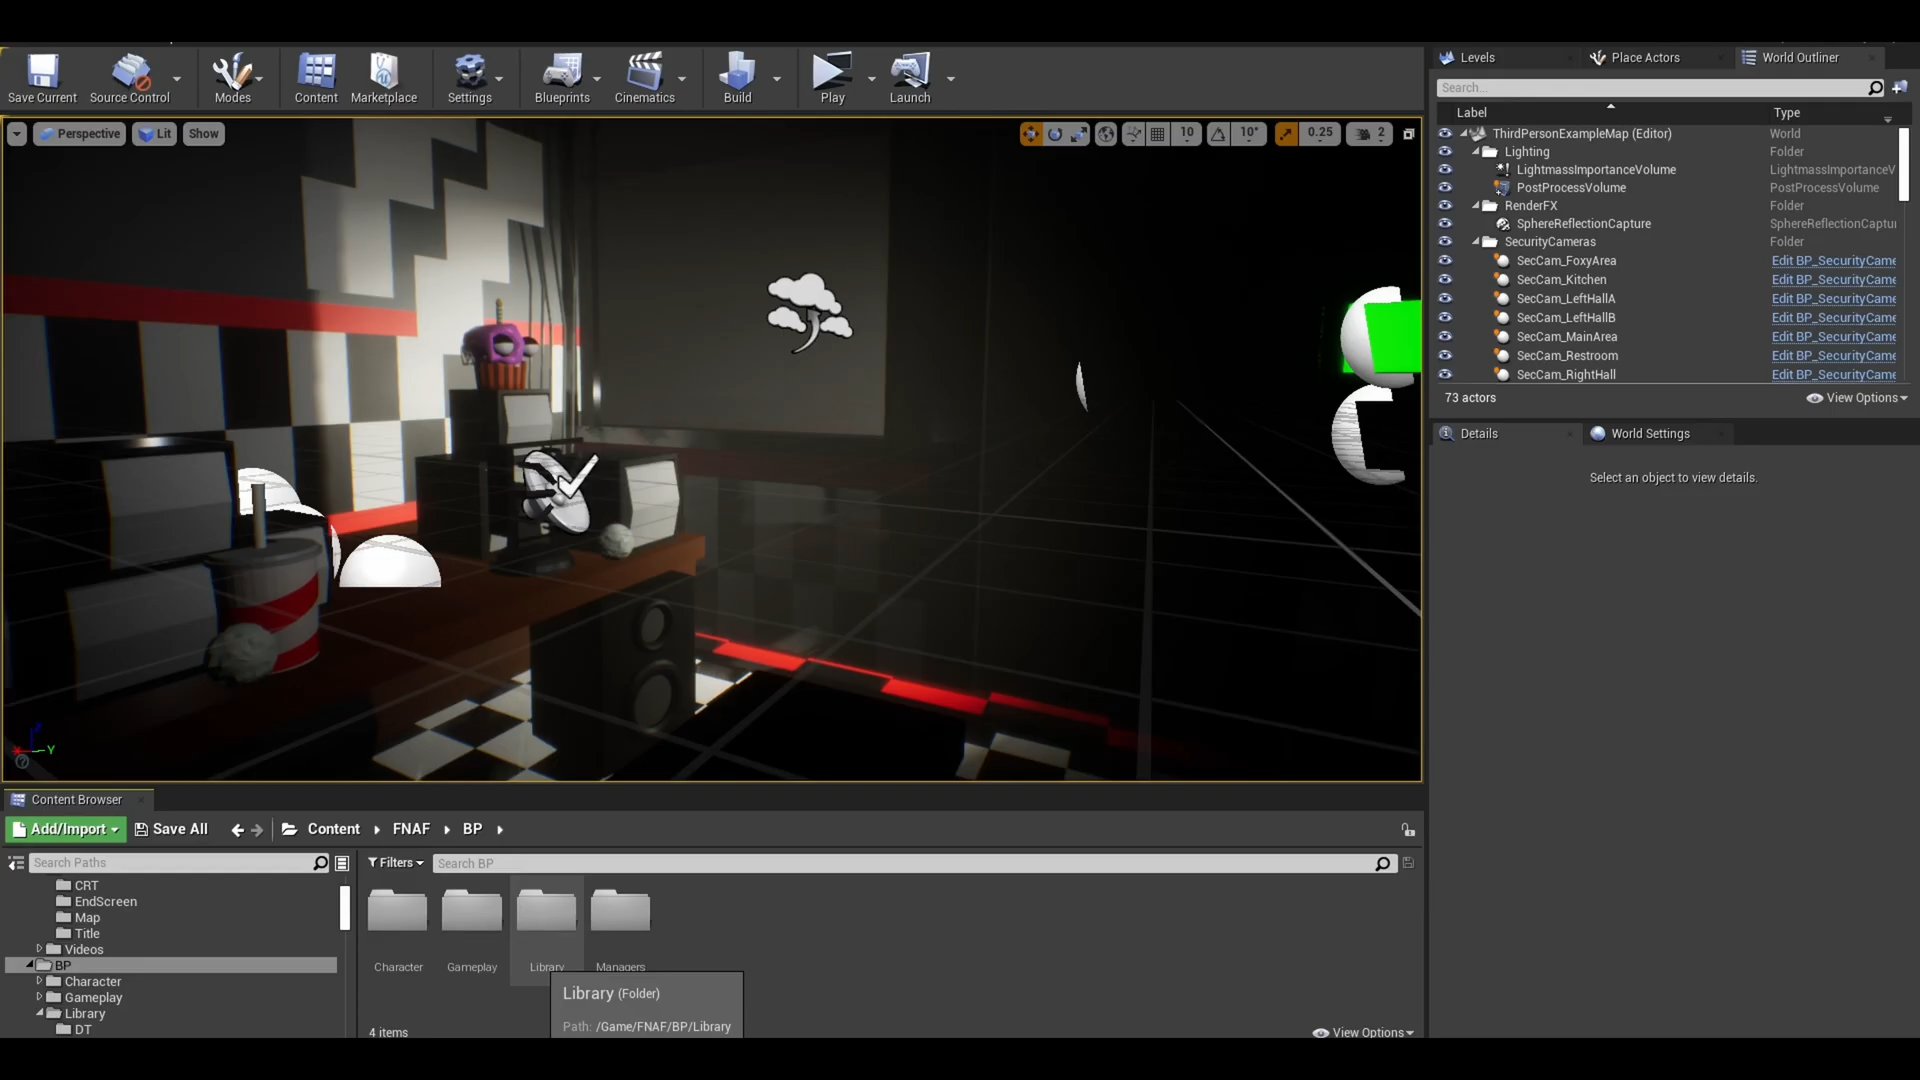 Save Current
Source Control
Modes
Content
Marketplace
Settings
Blueprints
Cinematics
Build
Play
Launch
Levels
Place Actors
World Outliner
Search...
Label
Type
Perspective
Lit
Show
10
10°
0.25
2
ThirdPersonExampleMap (Editor)
World
Lighting
Folder
LightmassImportanceVolume
LightmassImportanceV
PostProcessVolume
PostProcessVolume
RenderFX
Folder
SphereReflectionCapture
SphereReflectionCaptu
SecurityCameras
Folder
SecCam_FoxyArea
Edit BP_SecurityCame
SecCam_Kitchen
Edit BP_SecurityCame
SecCam_LeftHallA
Edit BP_SecurityCame
SecCam_LeftHallB
Edit BP_SecurityCame
SecCam_MainArea
Edit BP_SecurityCame
SecCam_Restroom
Edit BP_SecurityCame
SecCam_RightHall
Edit BP_SecurityCame
73 actors
View Options
Details
World Settings
Select an object to view details.
Y
Content Browser
Add/Import
Save All
Content
FNAF
BP
Search Paths
Filters
Search BP
CRT
EndScreen
Map
Title
Videos
BP
Character
Gameplay
Library
DT
Character
Gameplay
Library
Managers
Library (Folder)
Path: /Game/FNAF/BP/Library
4 items
View Options